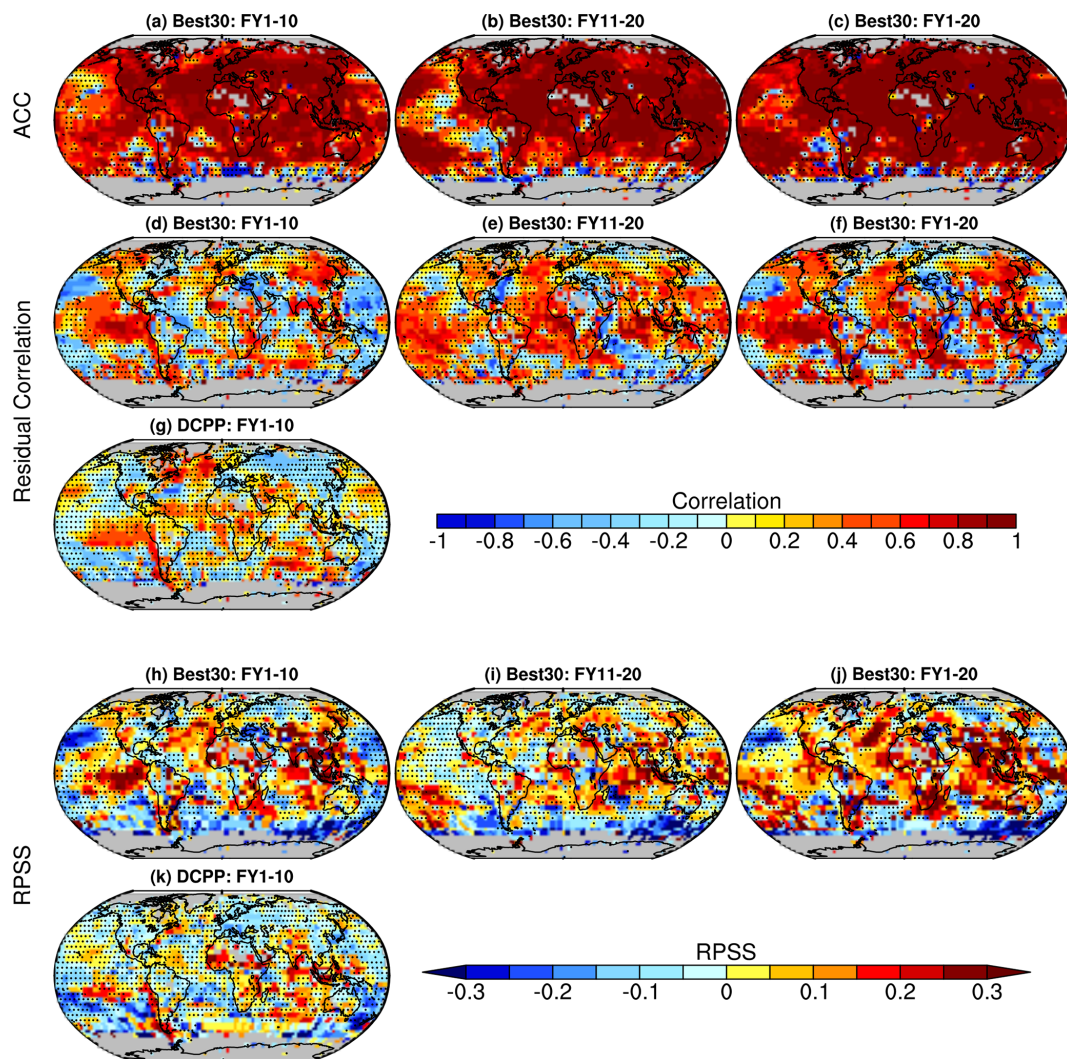 (a) Best30: FY1-10
(b) Best30: FY11-20
(c) Best30: FY1-20
ACC
(d) Best30: FY1-10
(e) Best30: FY11-20
(f) Best30: FY1-20
Residual Correlation
(g) DCPP: FY1-10
Correlation
-1 -0.8 -0.6 -0.4 -0.2 0 0.2 0.4 0.6 0.8 1
(h) Best30: FY1-10
(i) Best30: FY11-20
(j) Best30: FY1-20
RPSS
(k) DCPP: FY1-10
RPSS
-0.3 -0.2 -0.1 0 0.1 0.2 0.3